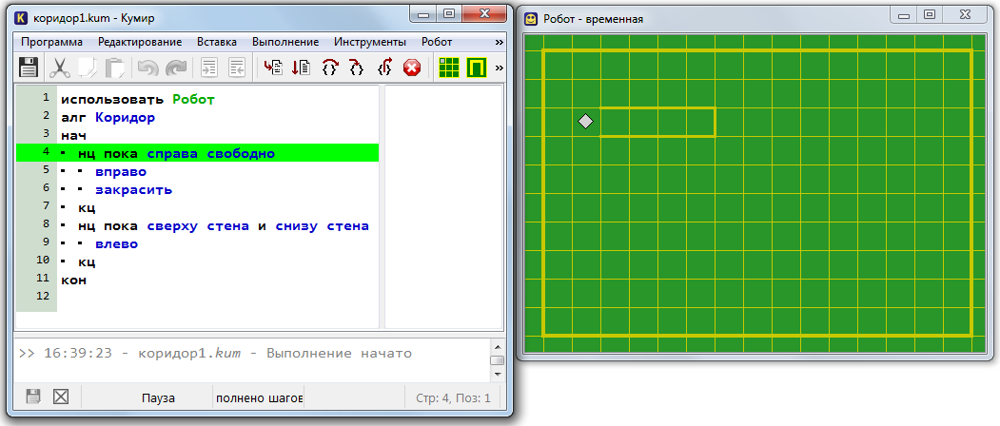 коридор1.kum - Кумир
Программа Редактирование Вставка Выполнение Инструменты Робот »
»
1 использовать Робот
2 алг Коридор
3 нач
4 нц пока справа свободно
5 вправо
6 закрасить
7 кц
8 нц пока сверху стена и снизу стена
9 влево
10 кц
11 кон
12
>> 16:39:23 - коридор1.kum - Выполнение начато
Пауза полнено шагов Стр: 4, Поз: 1
Робот - временная